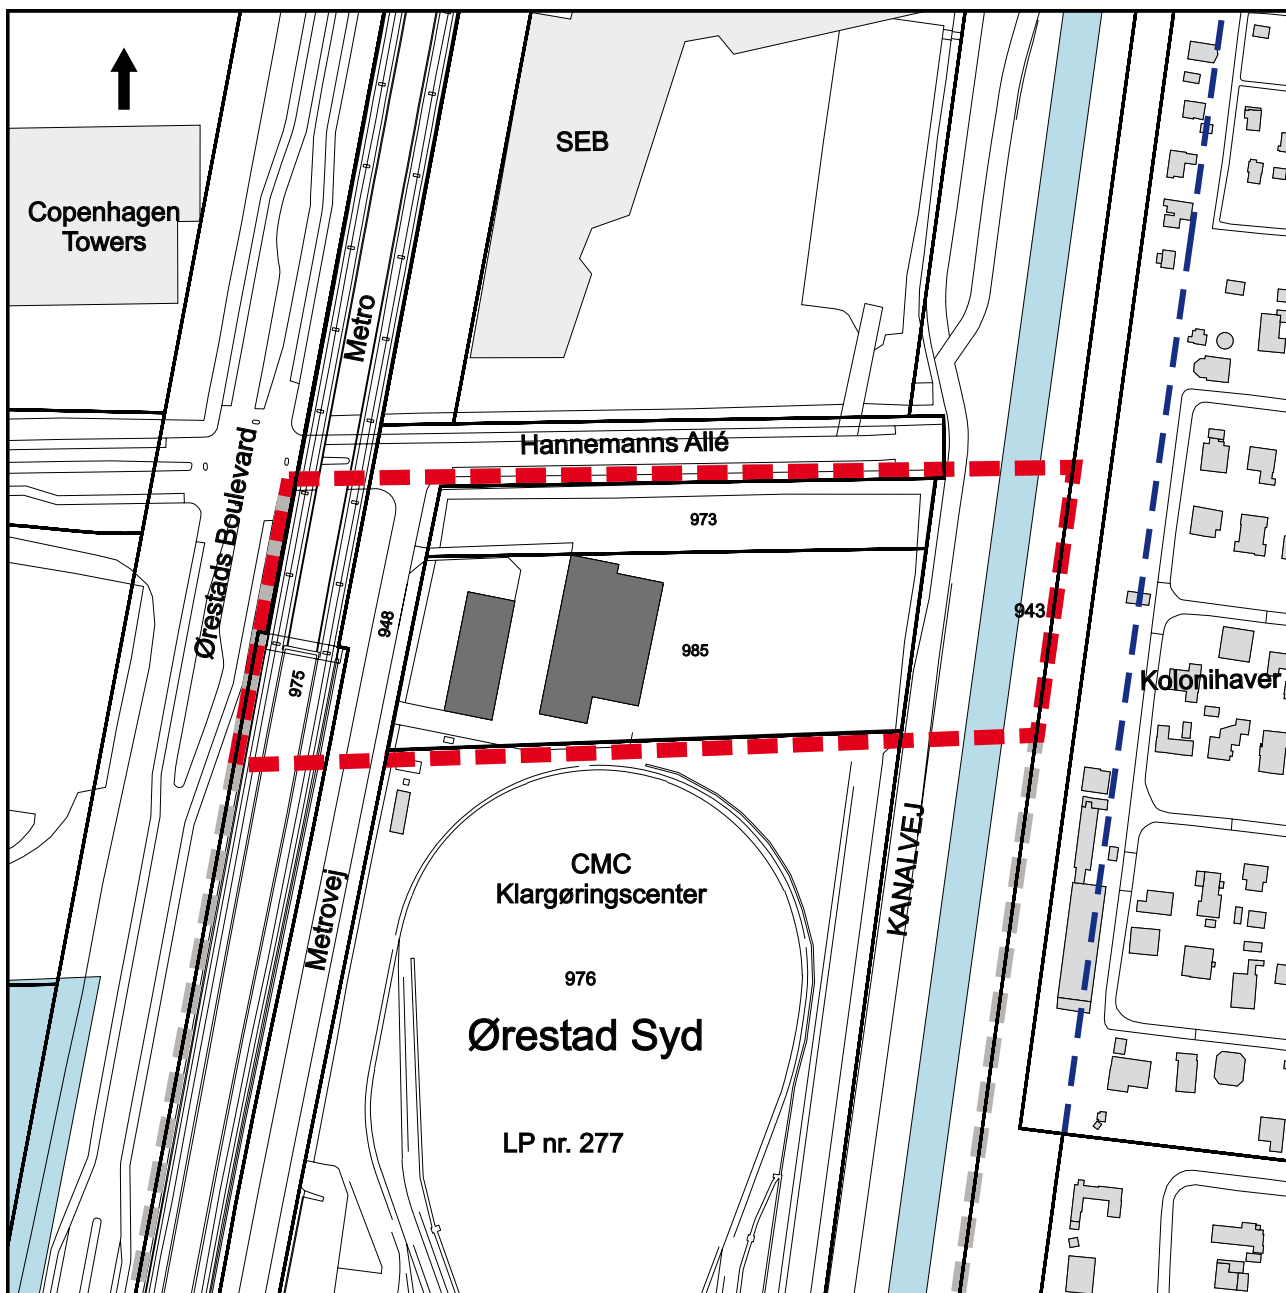 SEB
Copenhagen
Towers
Metro
Hannemanns Allé
Ørestads Boulevard
973
943
948
985
975
Kolonihaver
CMC
Klargøringscenter
KANALVEJ
Metrovej
976
Ørestad Syd
LP nr. 277